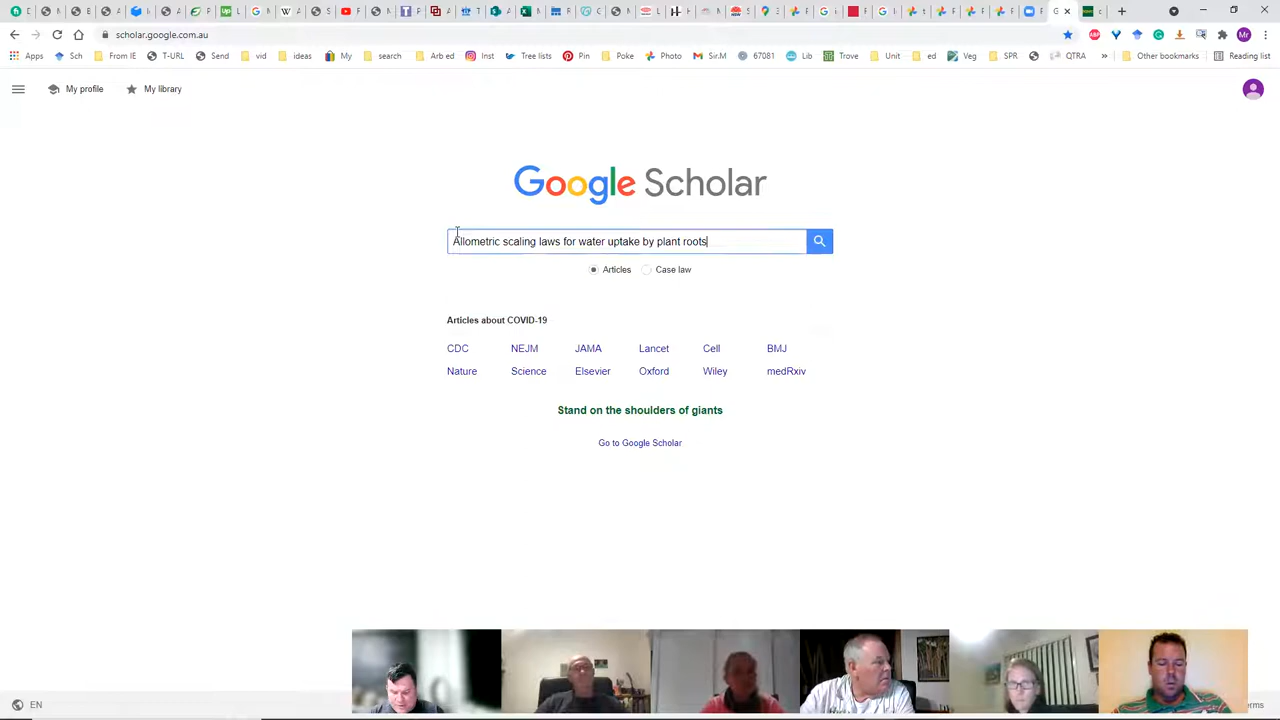 scholar.google.com.au
Mr
Apps Sch From IE T-URL Send vid ideas My search Arb ed Inst Tree lists Pin Poke Photo Sir.M 67081 Lib Trove Unit ed Veg SPR QTRA » Other bookmarks Reading list
My profile My library
Google Scholar
Allometric scaling laws for water uptake by plant roots
Articles Case law
Articles about COVID-19
CDC NEJM JAMA Lancet Cell BMJ
Nature Science Elsevier Oxford Wiley medRxiv
Stand on the shoulders of giants
Go to Google Scholar
EN